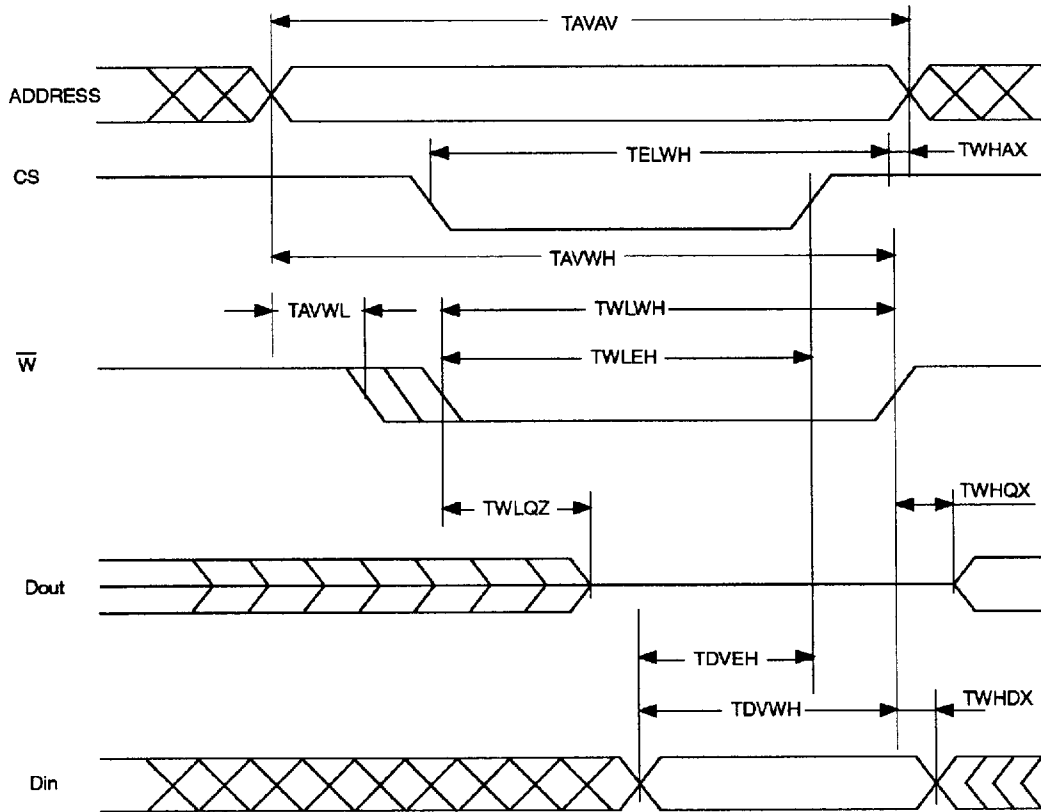 TAVAV
ADDRESS
TELWH
TWHAX
CS
TAVWH
TAVWL
TWLWH
TWLEH
W̅
TWLQZ
TWHQX
Dout
TDVEH
TDVWH
TWHDX
Din